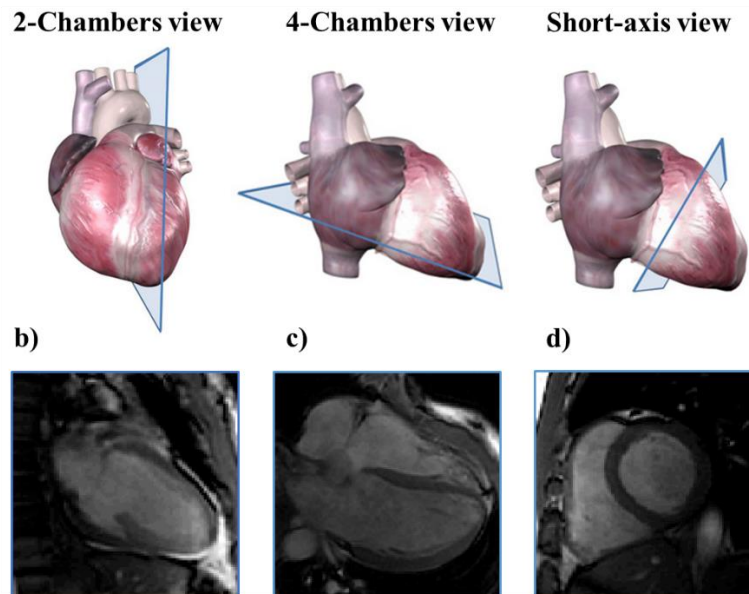 2-Chambers view
4-Chambers view
Short-axis view
b)
c)
d)